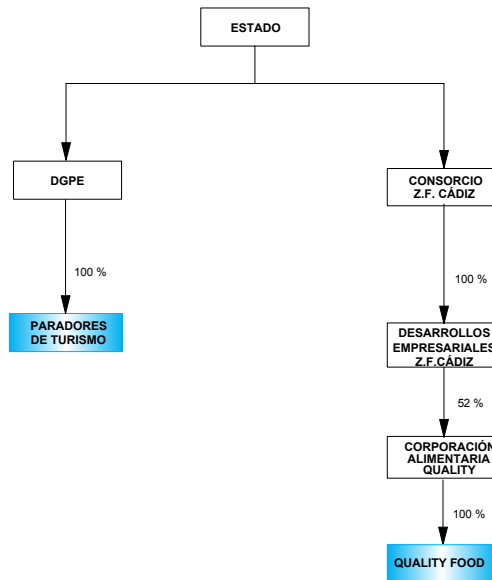 ESTADO
DGPE
CONSORCIO
Z.F. CÁDIZ
100 %
100 %
PARADORES
DE TURISMO
DESARROLLOS
EMPRESARIALES
Z.F.CÁDIZ
52 %
CORPORACIÓN
ALIMENTARIA
QUALITY
100 %
QUALITY FOOD